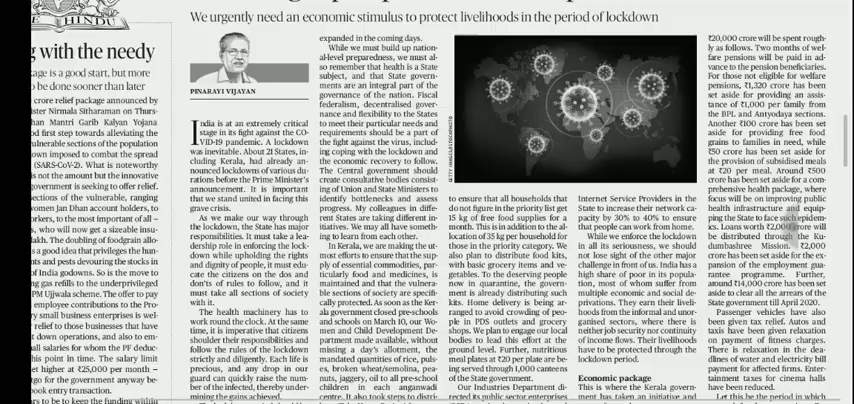 We urgently need an economic stimulus to protect livelihoods in the period of lockdown
HINDU
g with the needy
kage is a good start, but more
o be done sooner than later
crore relief package announced by
ister Nirmala Sitharaman on Thurs-
han Mantri Garib Kalyan Yojana
od first step towards alleviating the
vulnerable sections of the population
own imposed to combat the spread
(SARS-CoV-2). What is noteworthy
is not the amount but the innovative
government is seeking to offer relief.
sections of the vulnerable, ranging
women Jan Dhan account holders, to
orkers, to the most important of all –
s, who will now get a sizeable insu-
lakh. The doubling of foodgrain allo-
s a good idea that privileges the hun-
nts and pests devouring the stocks in
of India godowns. So is the move to
ng gas refills to the underprivileged
PM Ujjwala scheme. The offer to pay
employee contributions to the Pro-
ry small business enterprises is wel-
relief to those businesses that have
t down operations, and also to em-
all salaries for whom the PF deduc-
his point of time. The salary limit
et higher at ₹25,000 per month –
rgo for the government anyway be-
book entry transaction.
ers to be to keep the funding within
PINARAYI VIJAYAN
India is at an extremely critical
stage in its fight against the CO-
VID-19 pandemic. A lockdown
was inevitable. About 21 States, in-
cluding Kerala, had already an-
nounced lockdowns of various du-
rations before the Prime Minister's
announcement. It is important
that we stand united in facing this
grave crisis.
As we make our way through
the lockdown, the State has major
responsibilities. It must take a lea-
dership role in enforcing the lock-
down while upholding the rights
and dignity of people, it must edu-
cate the citizens on the dos and
don'ts of rules to follow, and it
must take all sections of society
with it.
The health machinery has to
work round the clock. At the same
time, it is imperative that citizens
shoulder their responsibilities and
follow the rules of the lockdown
strictly and diligently. Each life is
precious, and any drop in our
guard can quickly raise the num-
ber of the infected, thereby under-
mining the gains achieved.
expanded in the coming days.
While we must build up nation-
al-level preparedness, we must al-
so remember that health is a State
subject, and that State govern-
ments are an integral part of the
governance of the nation. Fiscal
federalism, decentralised gover-
nance and flexibility to the States
to meet their particular needs and
requirements should be a part of
the fight against the virus, includ-
ing coping with the lockdown and
the economic recovery to follow.
The Central government should
create consultative bodies consist-
ing of Union and State Ministers to
identify bottlenecks and assess
progress. My colleagues in differ-
rent States are taking different in-
itiatives. We may all have someth-
ing to learn from each other.
In Kerala, we are making the ut-
most efforts to ensure that the sup-
ply of essential commodities, par-
ticularly food and medicines, is
maintained and that the vulnera-
ble sections of society are specifi-
cally protected. As soon as the Ker-
ala government closed pre-schools
and schools on March 10, our Wo-
men and Child Development De-
partment made available, without
missing a day's allotment, the
mandated quantities of rice, puls-
es, broken wheat/semolina, pea-
nuts, jaggery, oil to all pre-school
children in each anganwadi
centre. It also took steps to distri-
GETTY IMAGES/ISTOCKPHOTO
to ensure that all households that
do not figure in the priority list get
15 kg of free food supplies for a
month. This is in addition to the al-
location of 35 kg per household for
those in the priority category. We
also plan to distribute food kits,
with basic grocery items and ve-
getables. To the deserving people
now in quarantine, the govern-
ment is already distributing such
kits. Home delivery is being ar-
ranged to avoid crowding of peo-
ple in PDS outlets and grocery
shops. We plan to engage our local
bodies to lead this effort at the
ground level. Further, nutritious
meal plates at ₹20 per plate are be-
ing served through 1,000 canteens
of the State government.
Our Industries Department di-
rected its public sector enterprises
Internet Service Providers in the
State to increase their network ca-
pacity by 30% to 40% to ensure
that people can work from home.
While we enforce the lockdown
in all its seriousness, we should
not lose sight of the other major
challenge in front of us. India has a
high share of poor in its popula-
tion, most of whom suffer from
multiple economic and social de-
privations. They earn their liveli-
hoods from the informal and unor-
ganised sectors, where there is
neither job security nor continuity
of income flows. Their livelihoods
have to be protected through the
lockdown period.
Economic package
This is where the Kerala govern-
ment has taken an initiative and
₹20,000 crore will be spent rough-
ly as follows. Two months of wel-
fare pensions will be paid in ad-
vance to the pension beneficiaries.
For those not eligible for welfare
pensions, ₹1,320 crore has been
set aside for providing an assis-
tance of ₹1,000 per family from
the BPL and Antyodaya sections.
Another ₹100 crore has been set
aside for providing free food
grains to families in need, while
₹50 crore has been set aside for
the provision of subsidised meals
at ₹20 per meal. Around ₹500
crore has been set aside for a com-
prehensive health package, where
focus will be on improving public
health infrastructure and equip-
ping the State to face such epidem-
ics. Loans worth ₹2,000 crore will
be distributed through the Ku-
dumbashree Mission. ₹2,000
crore has been set aside for the ex-
pansion of the employment gua-
rantee programme. Further,
around ₹14,000 crore has been set
aside to clear all the arrears of the
State government till April 2020.
Passenger vehicles have also
been given tax relief. Autos and
taxis have been given relaxation
on payment of fitness charges.
There is relaxation in the dea-
dlines of water and electricity bill
payment for affected firms. Enter-
tainment taxes for cinema halls
have been reduced.
Let this be the period in which